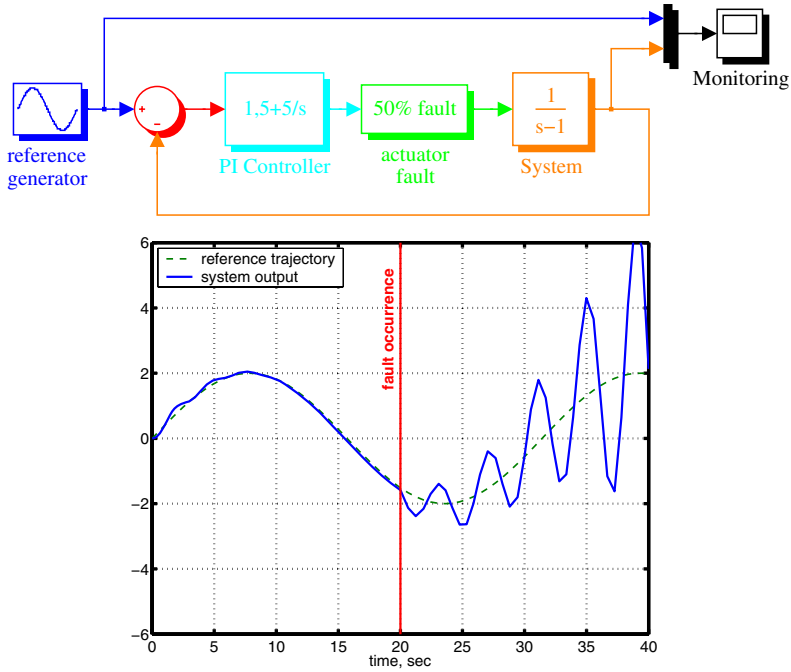 Monitoring
+
−
1,5+5/s
50% fault
1
s−1
reference
generator
PI Controller
actuator
fault
System
reference trajectory
system output
fault occurrence
6
4
2
0
−2
−4
−6
0
5
10
15
20
25
30
35
40
time, sec